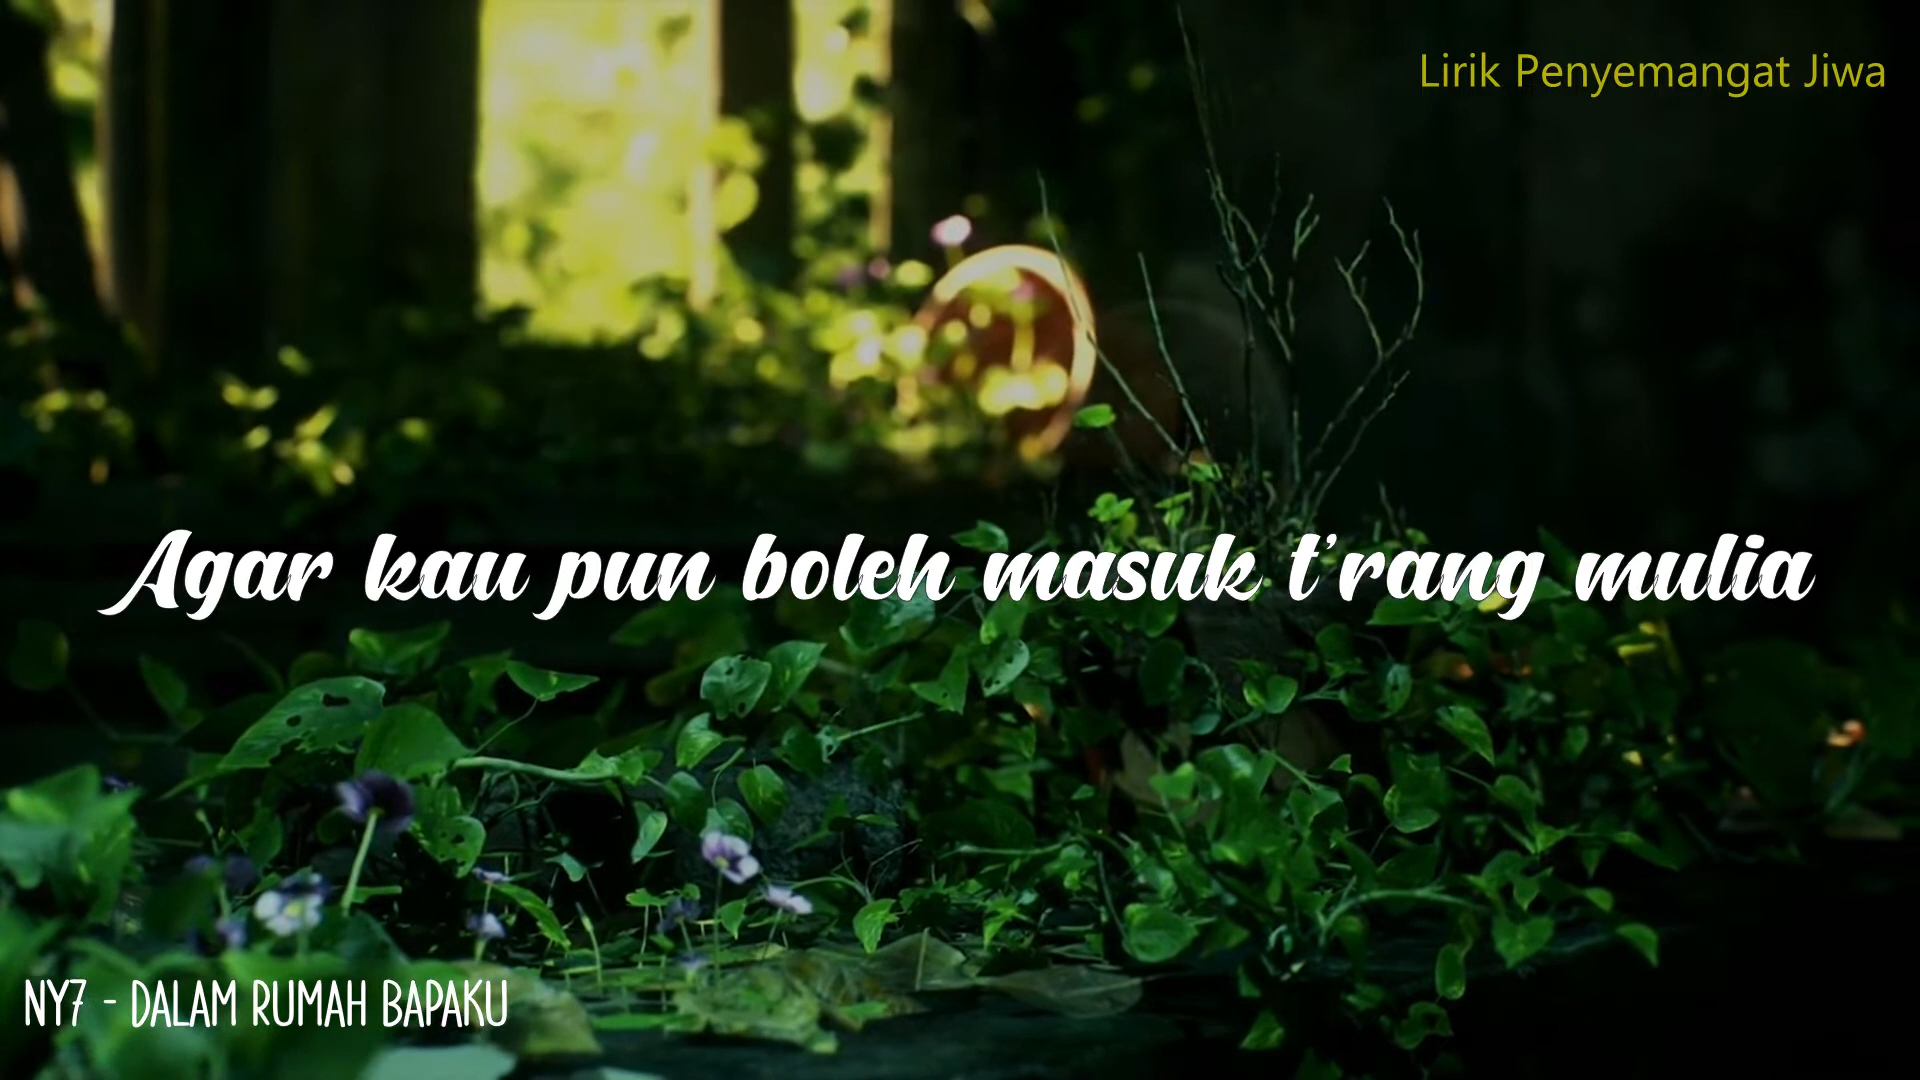 Lirik Penyemangat Jiwa
Agar kau pun boleh masuk t'rang mulia
NY7 - DALAM RUMAH BAPAKU